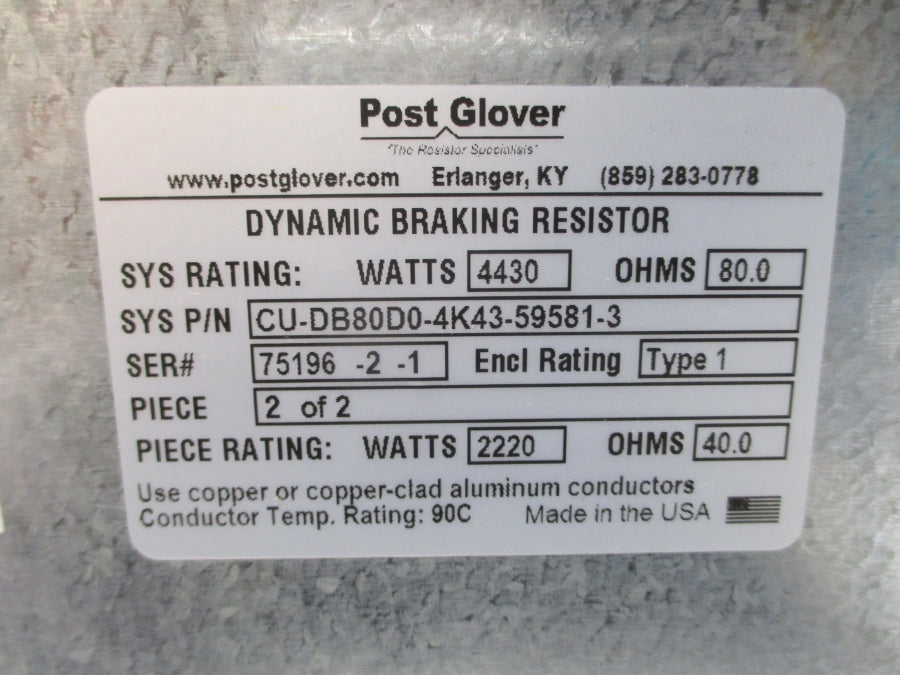 Post Glover
"The Resistor Specialists"
www.postglover.com Erlanger, KY (859) 283-0778
DYNAMIC BRAKING RESISTOR
SYS RATING: WATTS 4430 OHMS 80.0
SYS P/N CU-DB80D0-4K43-59581-3
SER# 75196 -2 -1 Encl Rating Type 1
PIECE 2 of 2
PIECE RATING: WATTS 2220 OHMS 40.0
Use copper or copper-clad aluminum conductors
Conductor Temp. Rating: 90C Made in the USA